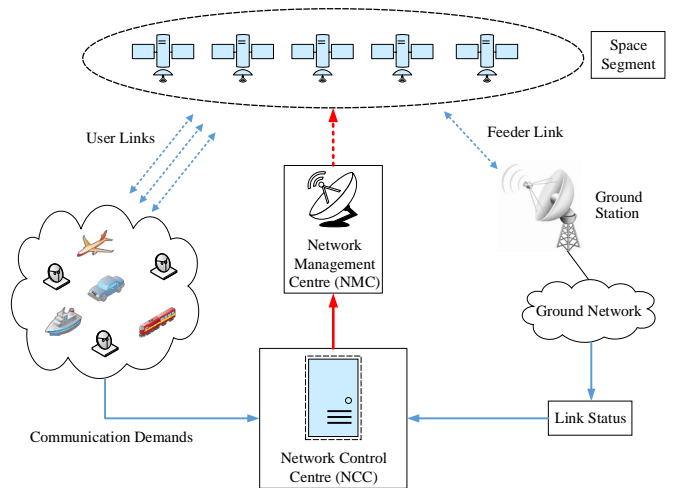 Space
Segment
User Links
Feeder Link
Ground
Station
Network
Management
Centre (NMC)
Ground Network
Link Status
Communication Demands
Network Control
Centre (NCC)